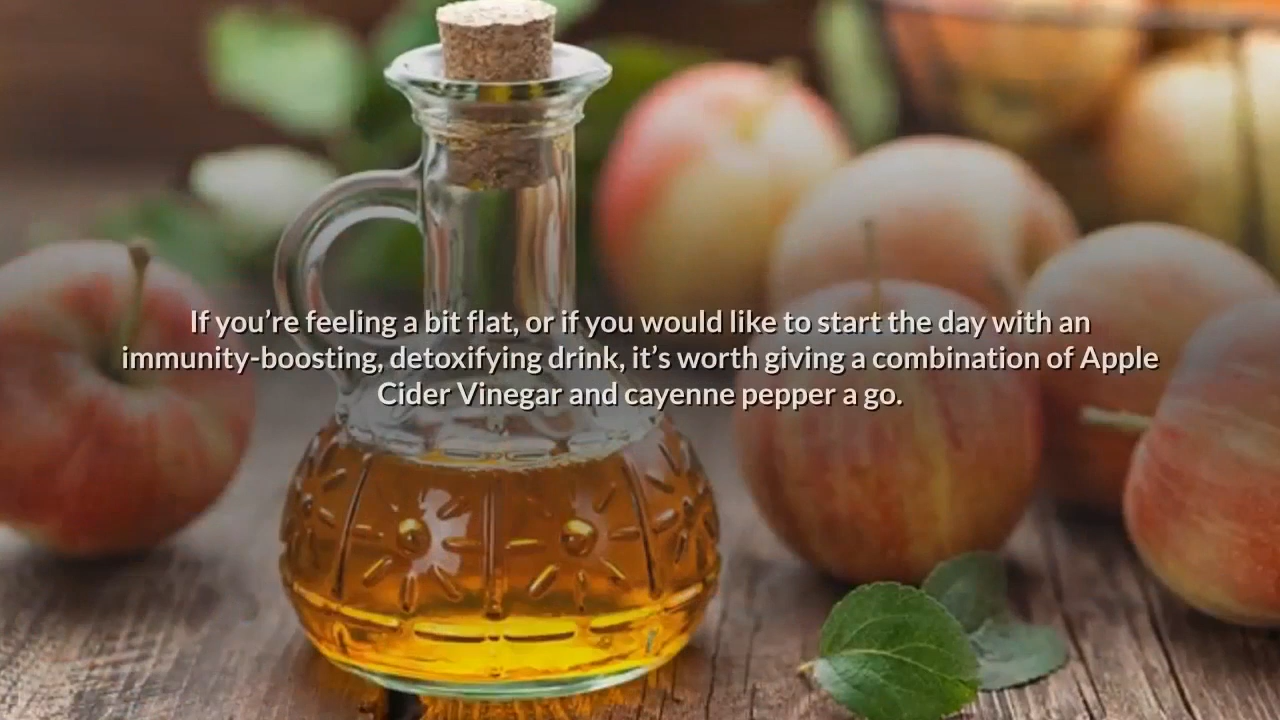 If you’re feeling a bit flat, or if you would like to start the day with an
immunity-boosting, detoxifying drink, it’s worth giving a combination of Apple
Cider Vinegar and cayenne pepper a go.